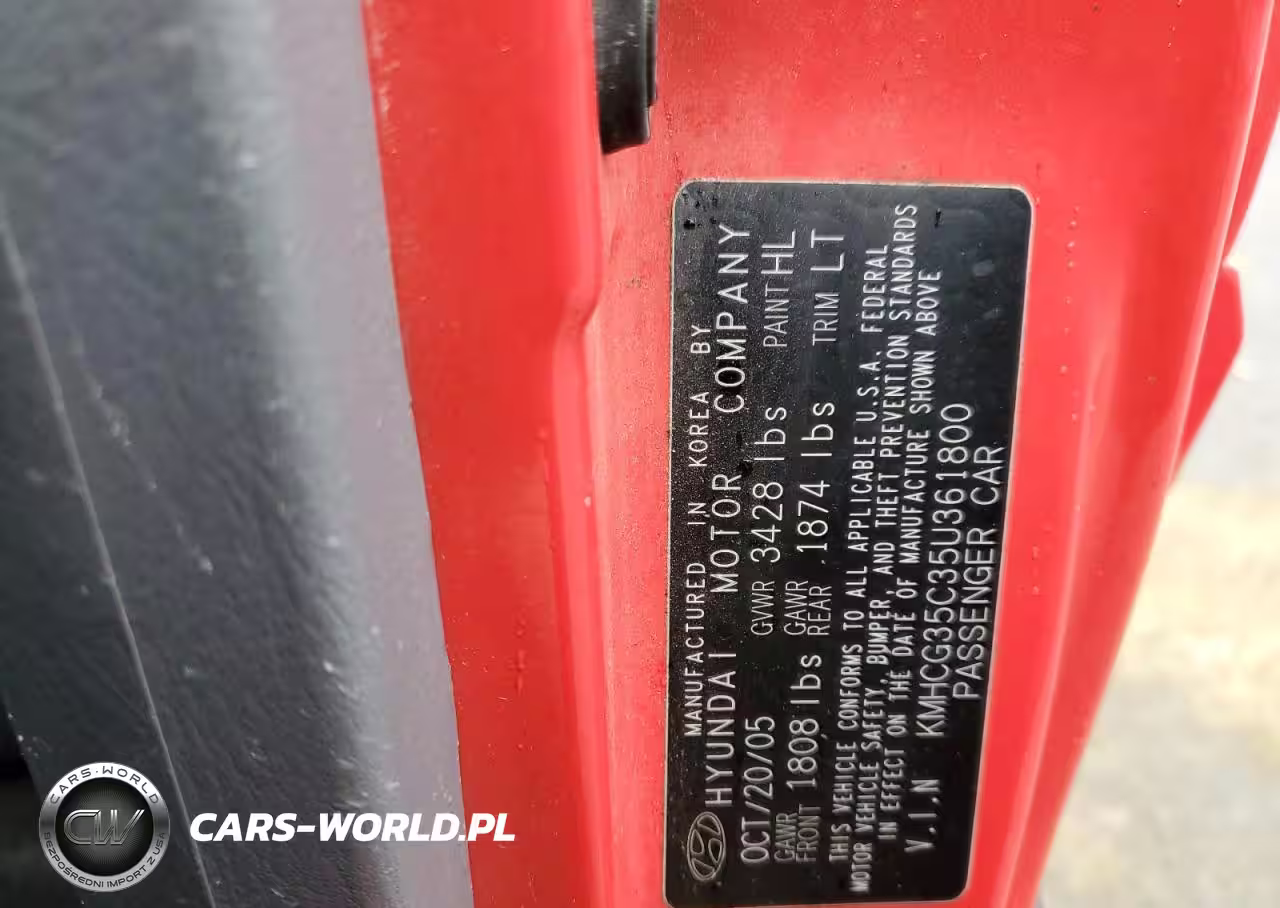 MANUFACTURED IN KOREA BY
HYUNDAI MOTOR COMPANY
OCT/20/05 GVWR 3428 lbs PAINT HL
GAWR FRONT 1808 lbs GAWR REAR 1874 lbs TRIM LT
THIS VEHICLE CONFORMS TO ALL APPLICABLE U.S.A. FEDERAL
MOTOR VEHICLE SAFETY, BUMPER, AND THEFT PREVENTION STANDARDS
IN EFFECT ON THE DATE OF MANUFACTURE SHOWN ABOVE
V.I.N KMHCG35C35U361800
PASSENGER CAR
CARS-WORLD
CW
BEZPOŚREDNI IMPORT Z USA
CARS-WORLD.PL